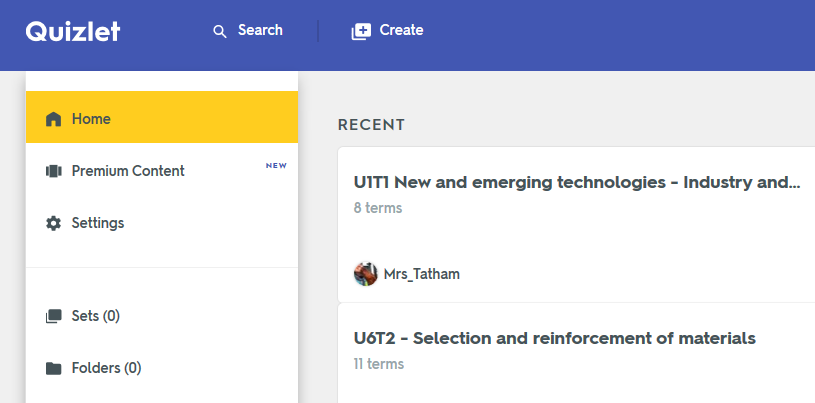 Quizlet
Search
Create
Home
Premium Content
NEW
Settings
Sets (0)
Folders (0)
RECENT
U1T1 New and emerging technologies - Industry and...
8 terms
Mrs_Tatham
U6T2 - Selection and reinforcement of materials
11 terms